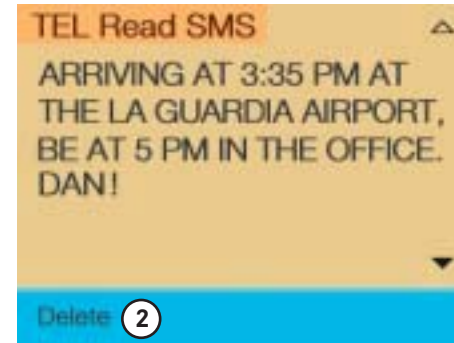 TEL Read SMS
ARRIVING AT 3:35 PM AT
THE LA GUARDIA AIRPORT,
BE AT 5 PM IN THE OFFICE.
DAN!
Delete 2